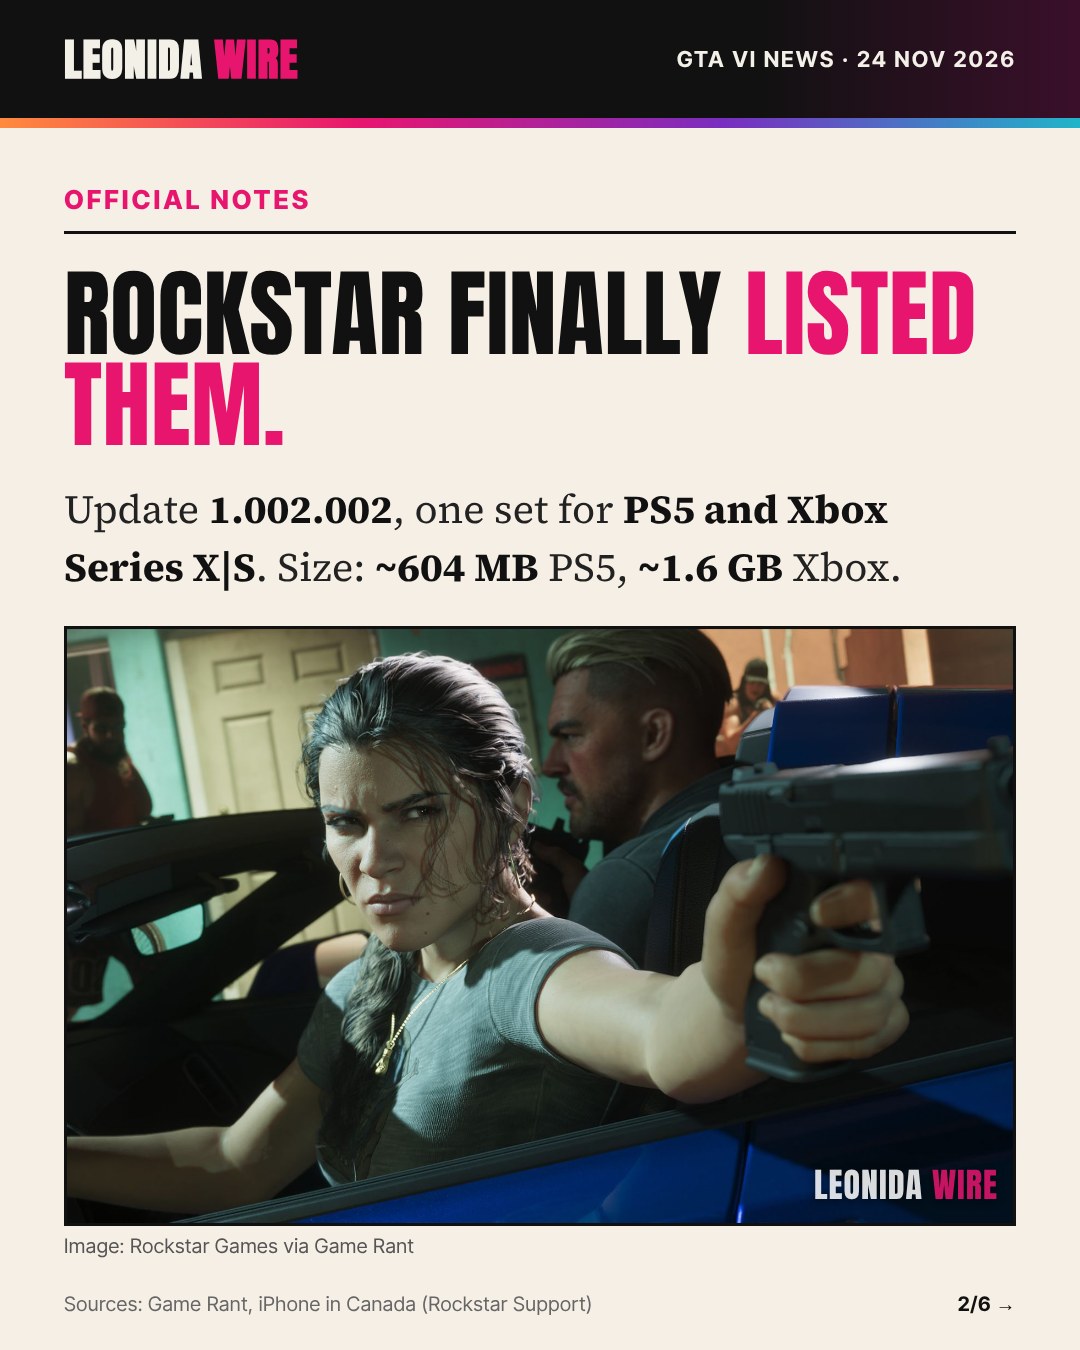 LEONIDA WIRE
GTA VI NEWS · 24 NOV 2026
OFFICIAL NOTES
ROCKSTAR FINALLY LISTED
THEM.
Update 1.002.002, one set for PS5 and Xbox
Series X|S. Size: ~604 MB PS5, ~1.6 GB Xbox.
LEONIDA WIRE
Image: Rockstar Games via Game Rant
Sources: Game Rant, iPhone in Canada (Rockstar Support)
2/6 →